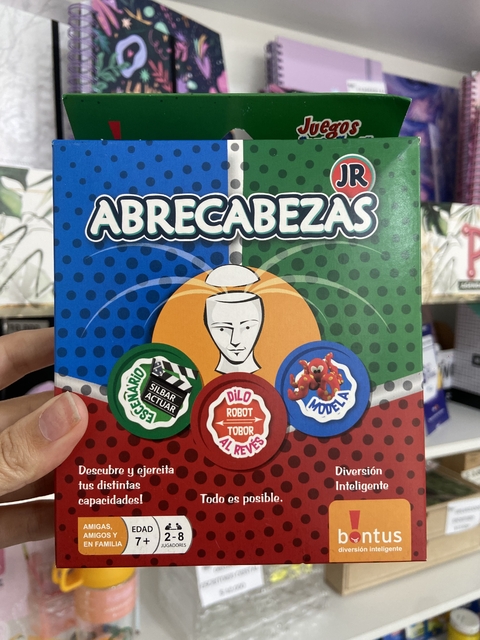 Juegos
JR
ABRECABEZAS
ESCENARIO
SILBAR
ACTUAR
DÍLO
ROBOT
TOBOR
AL REVÉS
MODELA
Descubre y ejercita
tus distintas
capacidades!
Todo es posible.
Diversión
Inteligente
AMIGAS,
AMIGOS Y
EN FAMILIA
EDAD
7+
2-8
JUGADORES
bontus
diversión inteligente